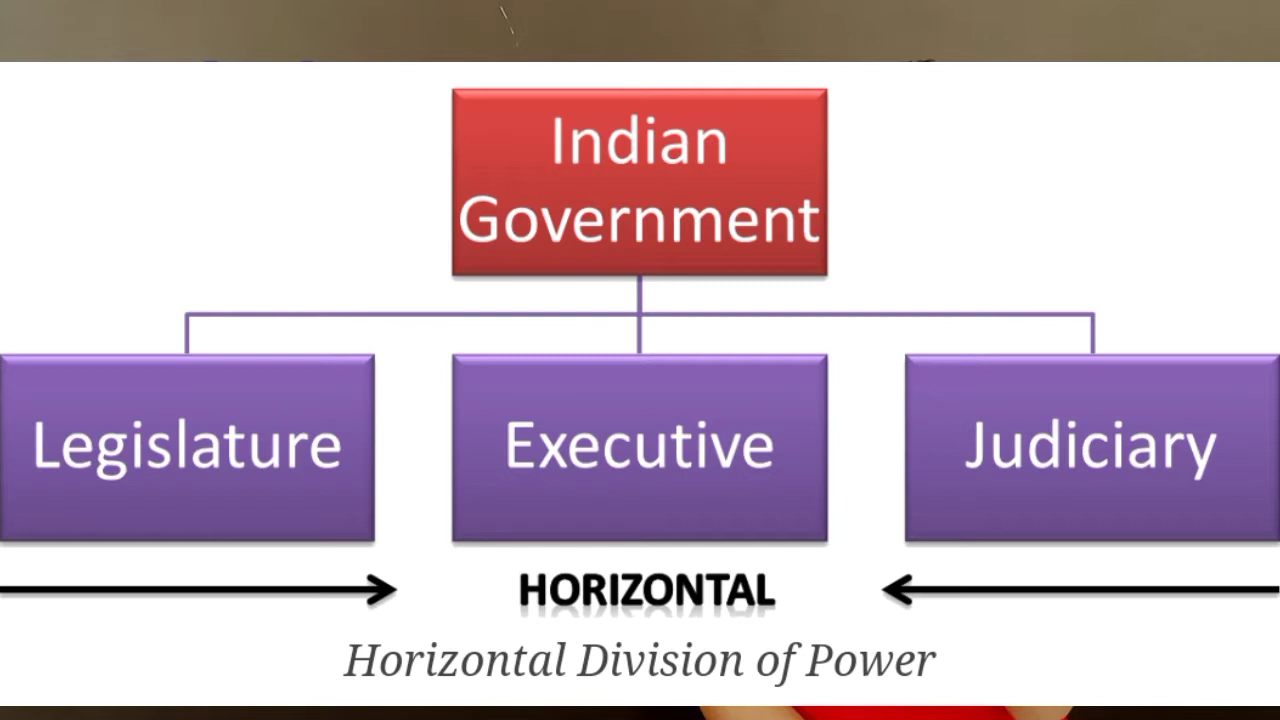 Indian
Government
Legislature
Executive
Judiciary
HORIZONTAL
Horizontal Division of Power